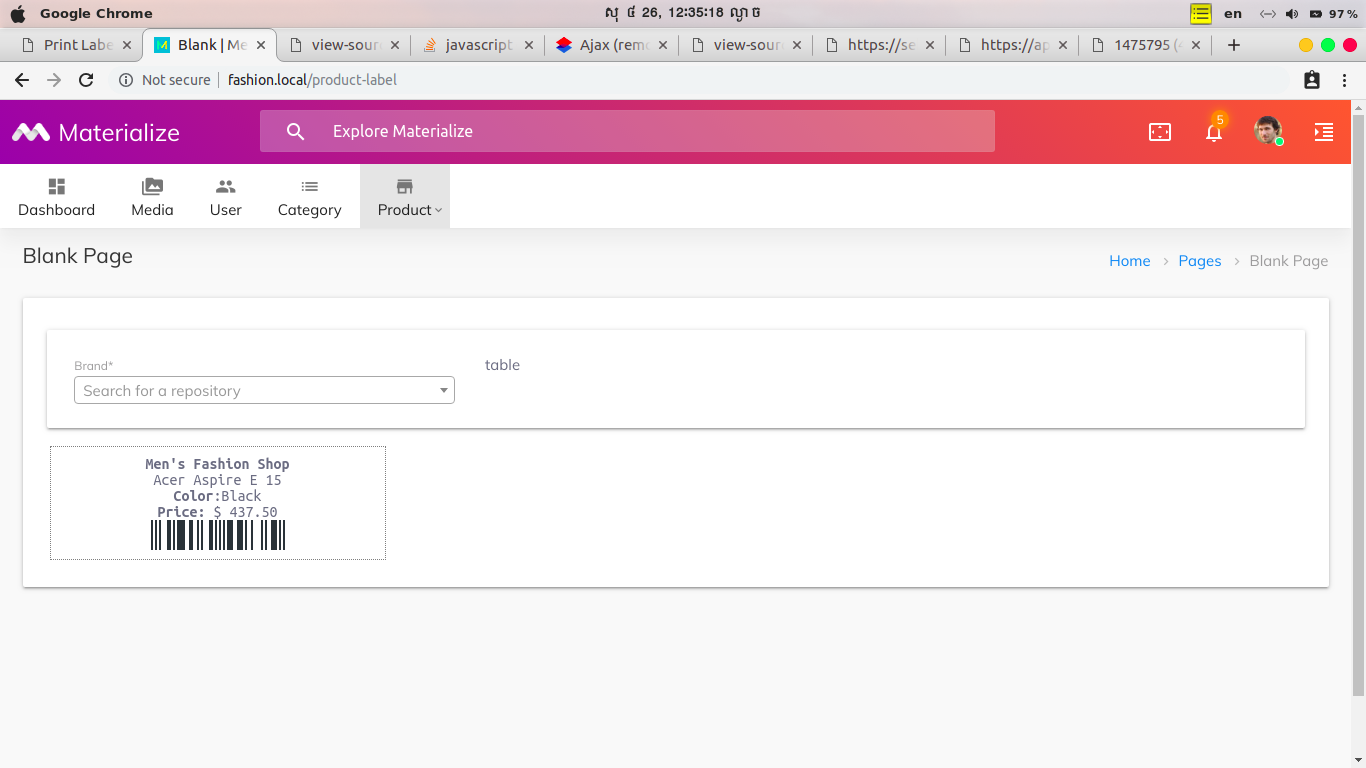 Google Chrome
សុ ៤ 26, 12:35:18 ល្ងាច
en
97%
Print Labe
Blank | Me
view-sour
javascript
Ajax (remo
view-sour
https://se
https://ap
1475795 (
Not secure
fashion.local/product-label
Materialize
Explore Materialize
5
Dashboard
Media
User
Category
Product
Blank Page
Home
Pages
Blank Page
Brand*
Search for a repository
table
Men's Fashion Shop
Acer Aspire E 15
Color:Black
Price: $ 437.50